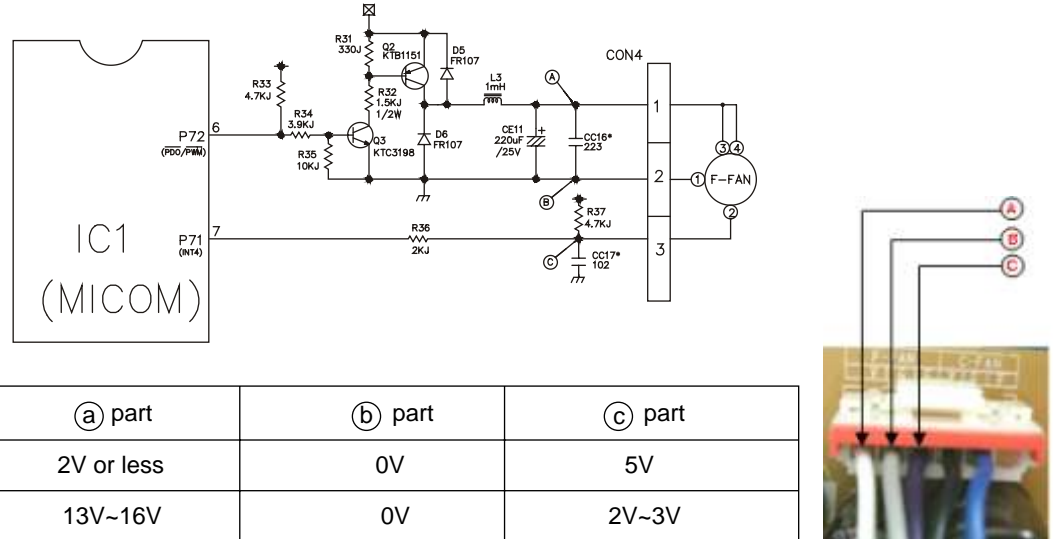 R31
330J
Q2
KTB1151
D5
FR107
CON4
R33
4.7KJ
L3
1mH
A
R32
1.5KJ
1/2W
1
R34
3.9KJ
P72
6
(PDO/PWM)
Q3
KTC3198
D6
FR107
CE11
220uF
/25V
CC16*
223
3 4
R35
10KJ
2
1
F-FAN
B
2
R37
4.7KJ
IC1
(MICOM)
P71
7
(INT4)
R36
2KJ
C
CC17*
102
3
A
B
C
F-FAN
C-FAN
a part
b part
c part
2V or less
0V
5V
13V~16V
0V
2V~3V